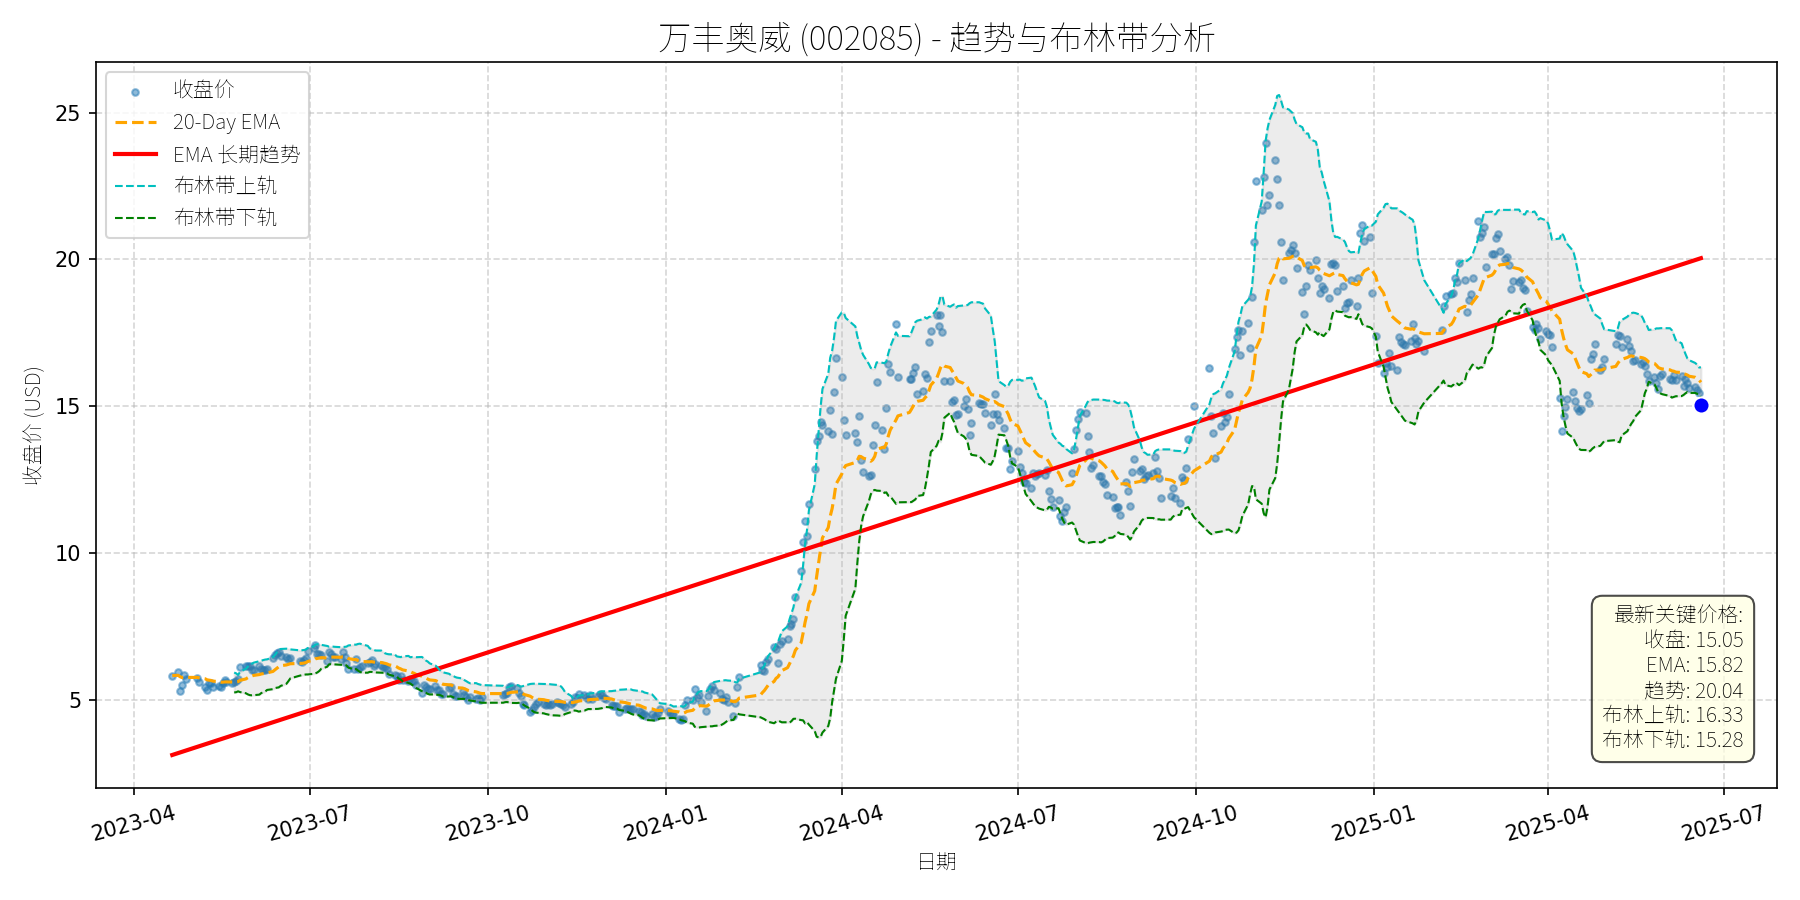 万丰奥威 (002085) - 趋势与布林带分析
收盘价
20-Day EMA
EMA 长期趋势
布林带上轨
布林带下轨
收盘价 (USD)
25
20
15
10
5
最新关键价格:
收盘: 15.05
EMA: 15.82
趋势: 20.04
布林上轨: 16.33
布林下轨: 15.28
2023-04
2023-07
2023-10
2024-01
2024-04
2024-07
2024-10
2025-01
2025-04
2025-07
日期